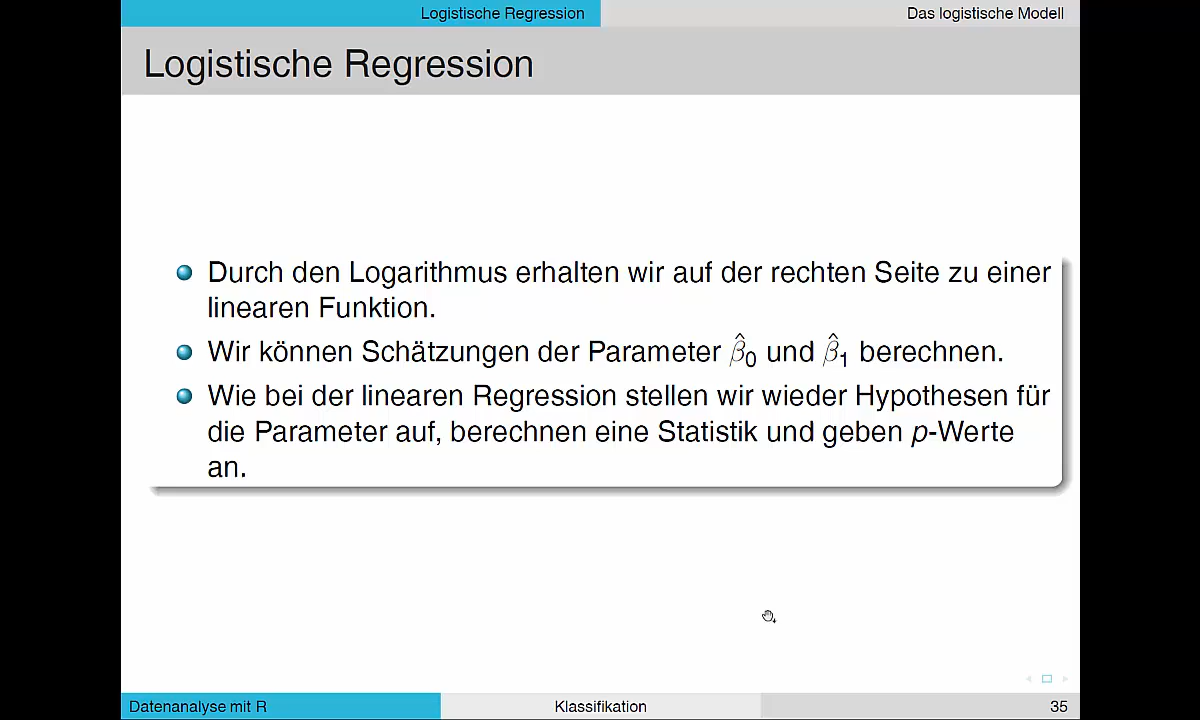 Logistische Regression
Das logistische Modell
Logistische Regression
Durch den Logarithmus erhalten wir auf der rechten Seite zu einer
linearen Funktion.
Wir können Schätzungen der Parameter β̂₀ und β̂₁ berechnen.
Wie bei der linearen Regression stellen wir wieder Hypothesen für
die Parameter auf, berechnen eine Statistik und geben p-Werte
an.
Datenanalyse mit R
Klassifikation
35